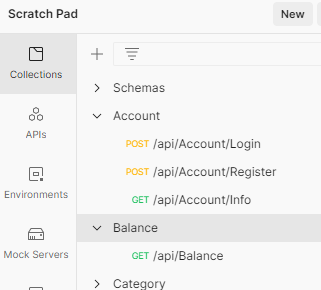 Scratch Pad
New
Collections
APIs
Environments
Mock Servers
Schemas
Account
POST /api/Account/Login
POST /api/Account/Register
GET /api/Account/Info
Balance
GET /api/Balance
Category